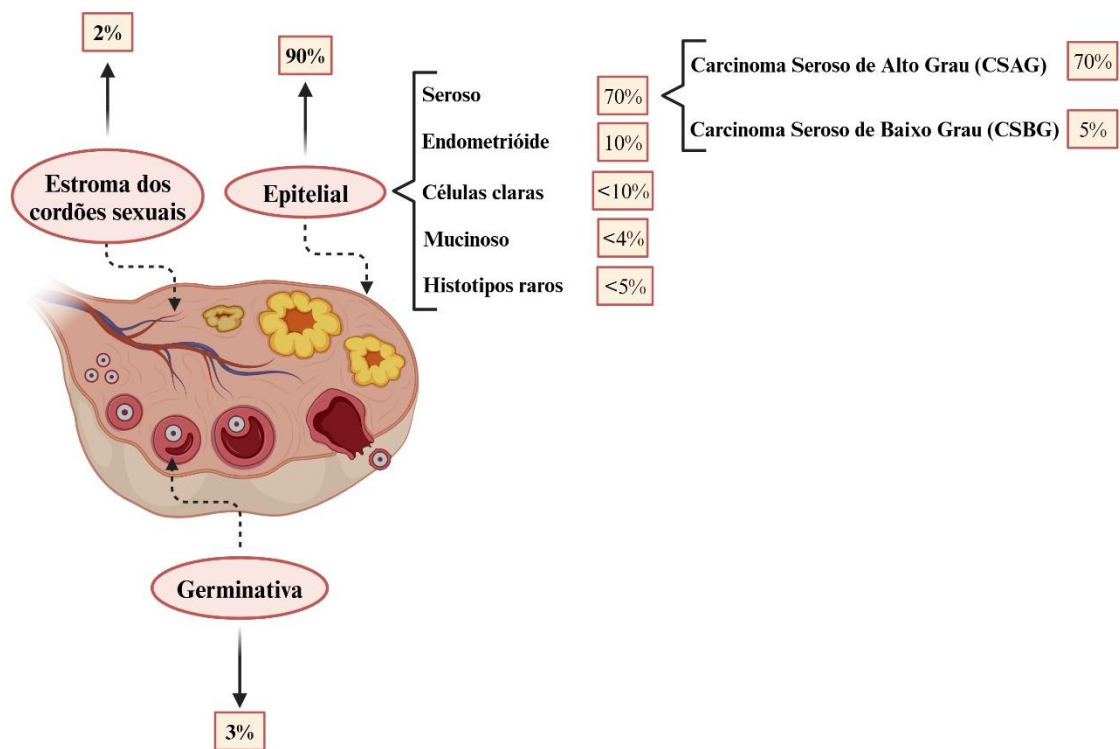 2%
90%
Estroma dos
cordões sexuais
Epitelial
Seroso
70%
Endometrióide
10%
Células claras
<10%
Mucinoso
<4%
Histotipos raros
<5%
Carcinoma Seroso de Alto Grau (CSAG)
70%
Carcinoma Seroso de Baixo Grau (CSBG)
5%
Germinativa
3%